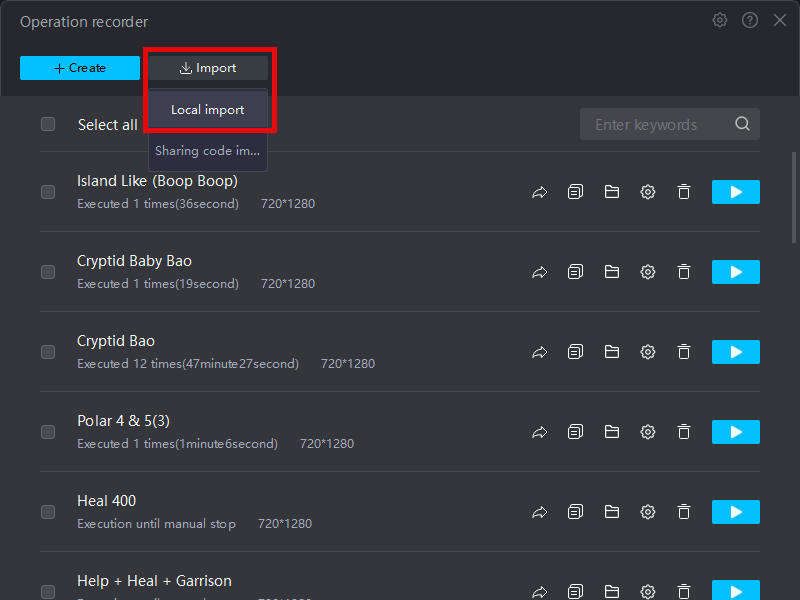 Operation recorder
+ Create
Import
Local import
Sharing code im...
Select all
Enter keywords
Island Like (Boop Boop)
Executed 1 times(36second) 720*1280
Cryptid Baby Bao
Executed 1 times(19second) 720*1280
Cryptid Bao
Executed 12 times(47minute27second) 720*1280
Polar 4 & 5(3)
Executed 1 times(1minute6second) 720*1280
Heal 400
Execution until manual stop 720*1280
Help + Heal + Garrison